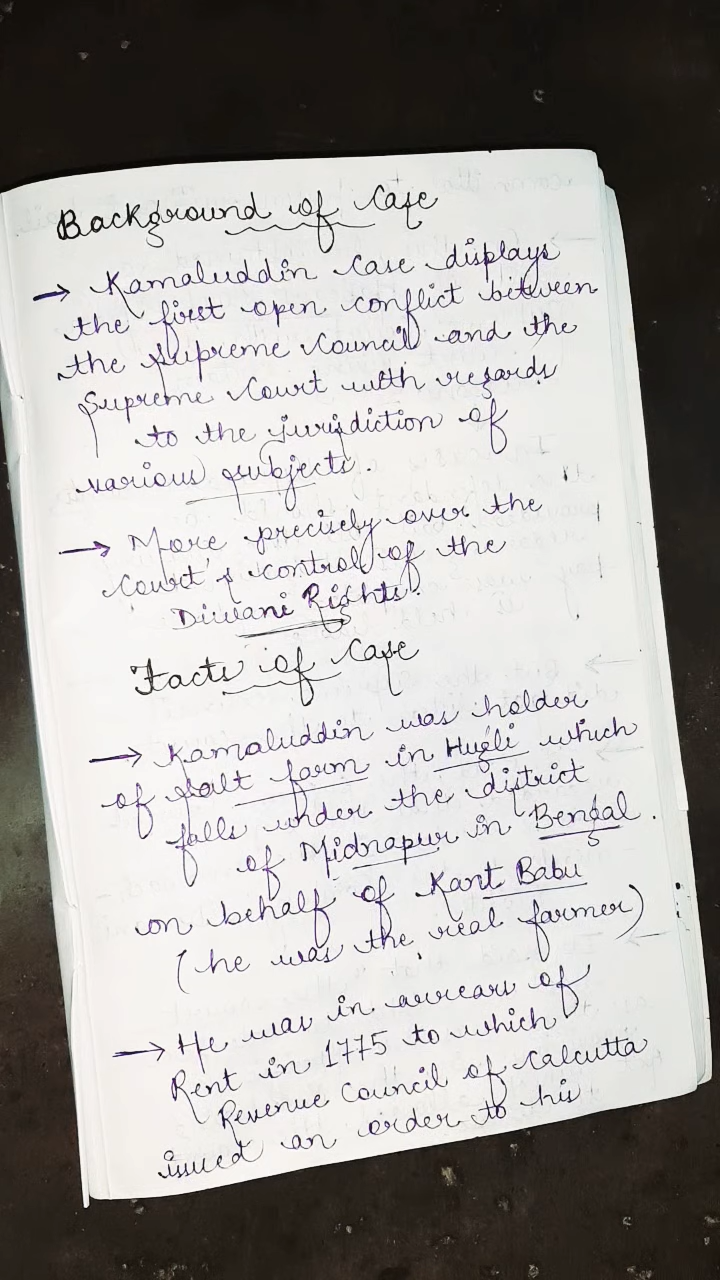 Background of Case
→ Kamaluddin Case displays
the first open conflict between
the Supreme Council and the
Supreme Court with regards
to the jurisdiction of
various subjects.
→ More precisely over the
Court's control of the
Diwani Rights.
Facts of Case
→ Kamaluddin was holder
of salt farm in Hugli which
falls under the district
of Midnapur in Bengal.
on behalf of Kant Babu
(he was the real farmer)
→ He was in arrears of
Rent in 1775 to which
Revenue Council of Calcutta
issued an order to his